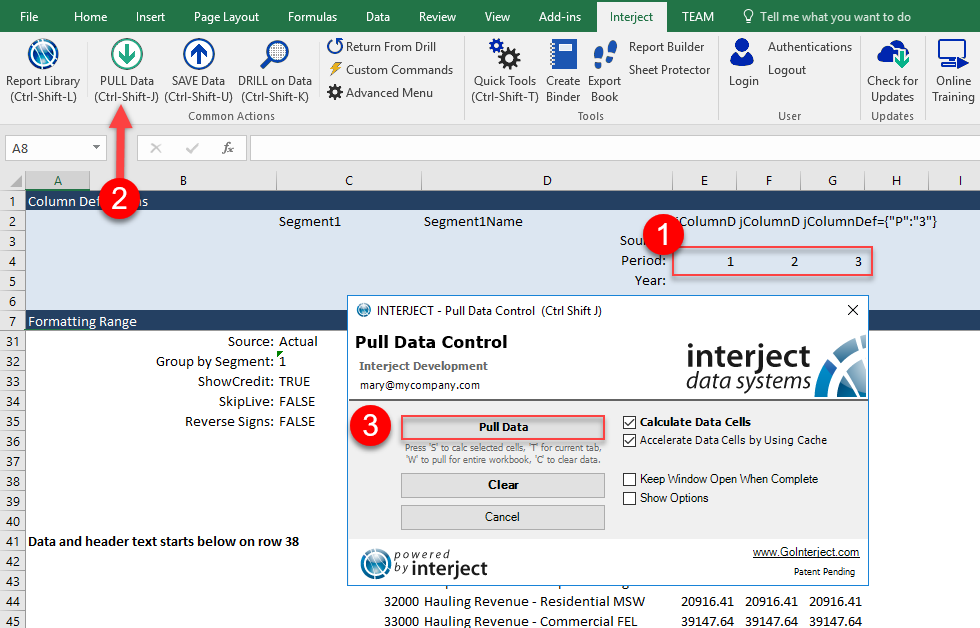 File Home Insert Page Layout Formulas Data Review View Add-ins Interject TEAM Tell me what you want to do
Report Library (Ctrl-Shift-L)
PULL Data (Ctrl-Shift-J)
SAVE Data (Ctrl-Shift-U)
DRILL on Data (Ctrl-Shift-K)
Return From Drill
Custom Commands
Advanced Menu
Common Actions
Quick Tools (Ctrl-Shift-T)
Create Binder
Export Book
Report Builder
Sheet Protector
Tools
Login
Authentications
Logout
User
Check for Updates
Updates
Online Training
A8 fx
2
A B C D E F G H I
1 Column Def ns
2 Segment1 Segment1Name jColumnD jColumnD jColumnDef={"P":"3"}
1
3 Sou
4 Period: 1 2 3
5 Year:
6
7 Formatting Range
31 Source: Actual
32 Group by Segment: 1
33 ShowCredit: TRUE
34 SkipLive: FALSE
35 Reverse Signs: FALSE
36
37
38
39
40
41 Data and header text starts below on row 38
42
43
44 32000 Hauling Revenue - Residential MSW 20916.41 20916.41 20916.41
45 33000 Hauling Revenue - Commercial FEL 39147.64 39147.64 39147.64
INTERJECT - Pull Data Control (Ctrl Shift J)
Pull Data Control
Interject Development
mary@mycompany.com
interject
data systems
3
Pull Data
Press 'S' to calc selected cells, 'T' for current tab,
'W' to pull for entire workbook, 'C' to clear data.
Clear
Cancel
Calculate Data Cells
Accelerate Data Cells by Using Cache
Keep Window Open When Complete
Show Options
powered
by interject
www.GoInterject.com
Patent Pending